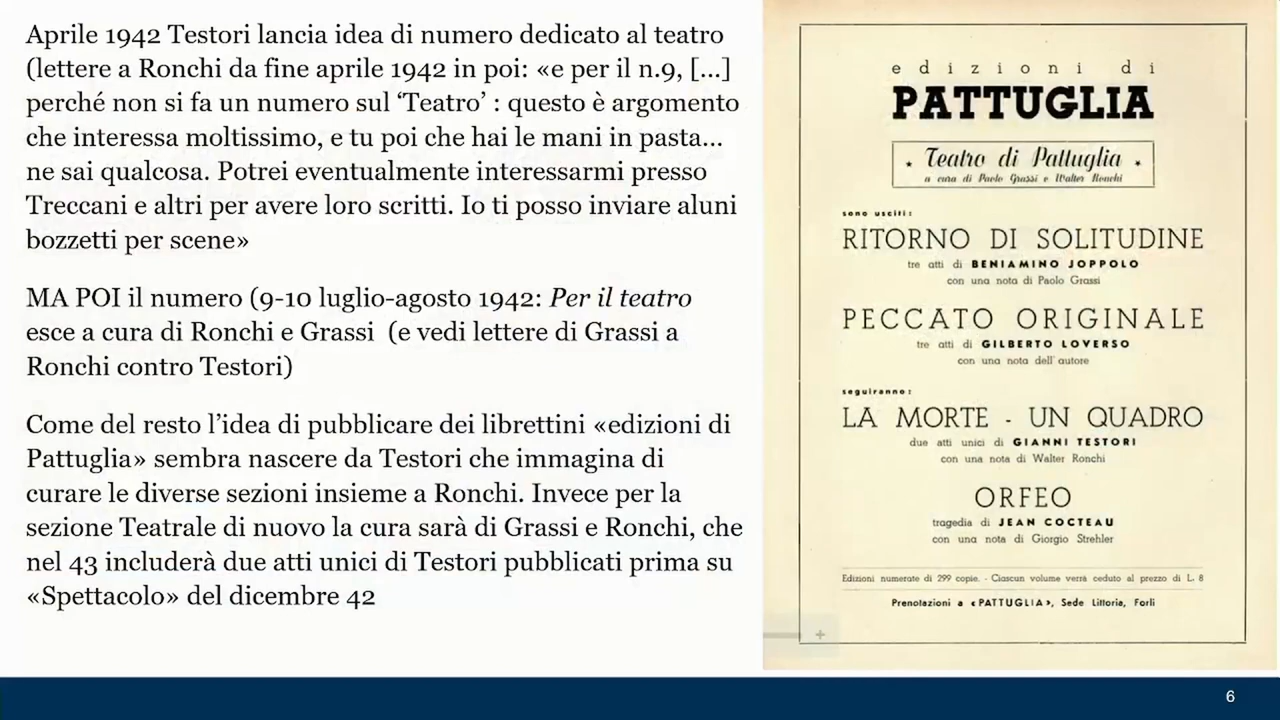 Aprile 1942 Testori lancia idea di numero dedicato al teatro
(lettere a Ronchi da fine aprile 1942 in poi: «e per il n.9, [...]
perché non si fa un numero sul ‘Teatro’ : questo è argomento
che interessa moltissimo, e tu poi che hai le mani in pasta...
ne sai qualcosa. Potrei eventualmente interessarmi presso
Treccani e altri per avere loro scritti. Io ti posso inviare aluni
bozzetti per scene»
MA POI il numero (9-10 luglio-agosto 1942: Per il teatro
esce a cura di Ronchi e Grassi (e vedi lettere di Grassi a
Ronchi contro Testori)
Come del resto l’idea di pubblicare dei librettini «edizioni di
Pattuglia» sembra nascere da Testori che immagina di
curare le diverse sezioni insieme a Ronchi. Invece per la
sezione Teatrale di nuovo la cura sarà di Grassi e Ronchi, che
nel 43 includerà due atti unici di Testori pubblicati prima su
«Spettacolo» del dicembre 42
edizioni di
PATTUGLIA
Teatro di Pattuglia
a cura di Paolo Grassi e Walter Ronchi
sono usciti:
RITORNO DI SOLITUDINE
tre atti di BENIAMINO JOPPOLO
con una nota di Paolo Grassi
PECCATO ORIGINALE
tre atti di GILBERTO LOVERSO
con una nota dell' autore
seguiranno:
LA MORTE - UN QUADRO
due atti unici di GIANNI TESTORI
con una nota di Walter Ronchi
ORFEO
tragedia di JEAN COCTEAU
con una nota di Giorgio Strehler
Edizioni numerate di 299 copie. - Ciascun volume verrà ceduto al prezzo di L. 8
Prenotazioni a «PATTUGLIA», Sede Littoria, Forlì
6